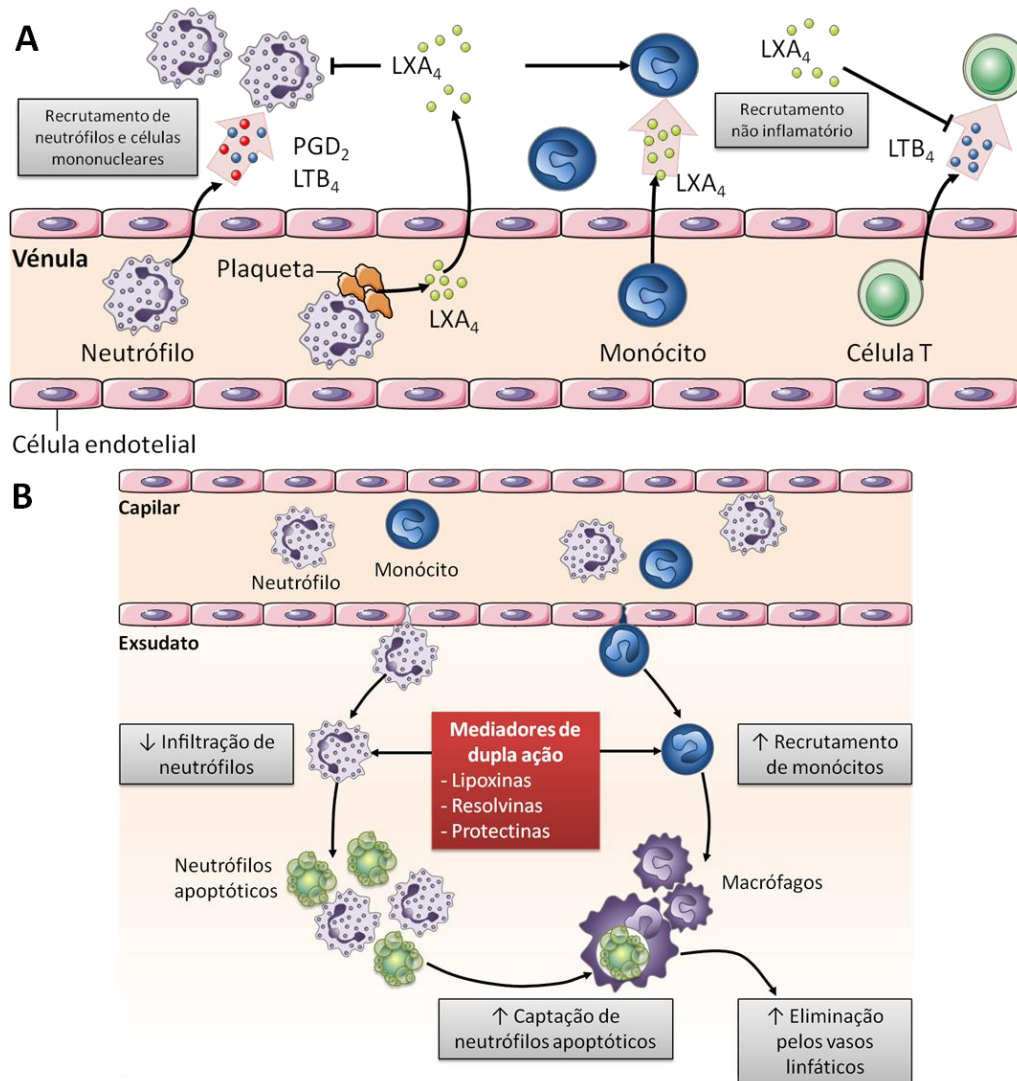 A
LXA4
Recrutamento de
neutrófilos e células
mononucleares
PGD2
LTB4
LXA4
Recrutamento
não inflamatório
LXA4
LTB4
Vénula
Plaqueta
LXA4
Neutrófilo
Monócito
Célula T
Célula endotelial
B
Capilar
Neutrófilo
Monócito
Exsudato
↓ Infiltração de
neutrófilos
Mediadores de
dupla ação
- Lipoxinas
- Resolvinas
- Protectinas
↑ Recrutamento
de monócitos
Neutrófilos
apoptóticos
Macrófagos
↑ Captação de
neutrófilos apoptóticos
↑ Eliminação
pelos vasos
linfáticos